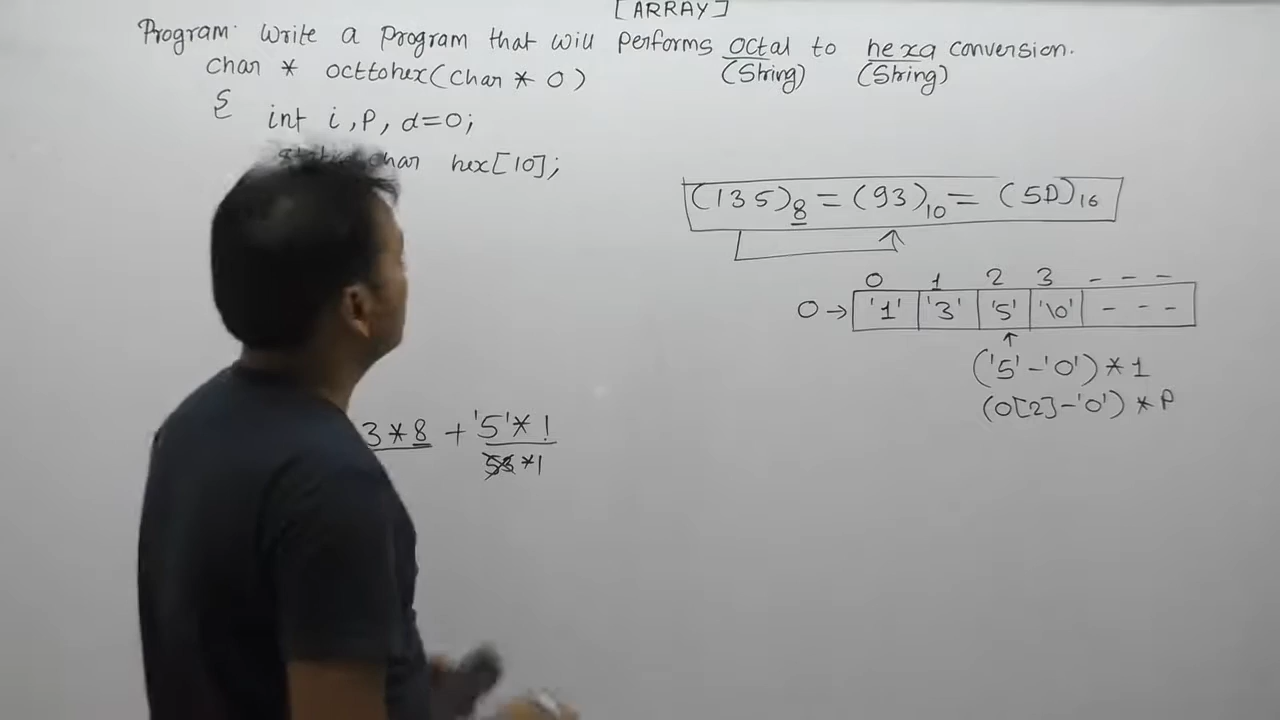 [ARRAY]
Program: Write a program that will performs octal to hexa conversion.
(String) (String)
char * octtohex(char * O)
{
int i, P, d=0;
char hex[10];
(135)8 = (93)10 = (5D)16
0 1 2 3 - - -
O → '1' '3' '5' '\0' - - -
('5'-'0') * 1
(O[2]-'0') * P
3 * 8 + '5' * 1
53 * 1